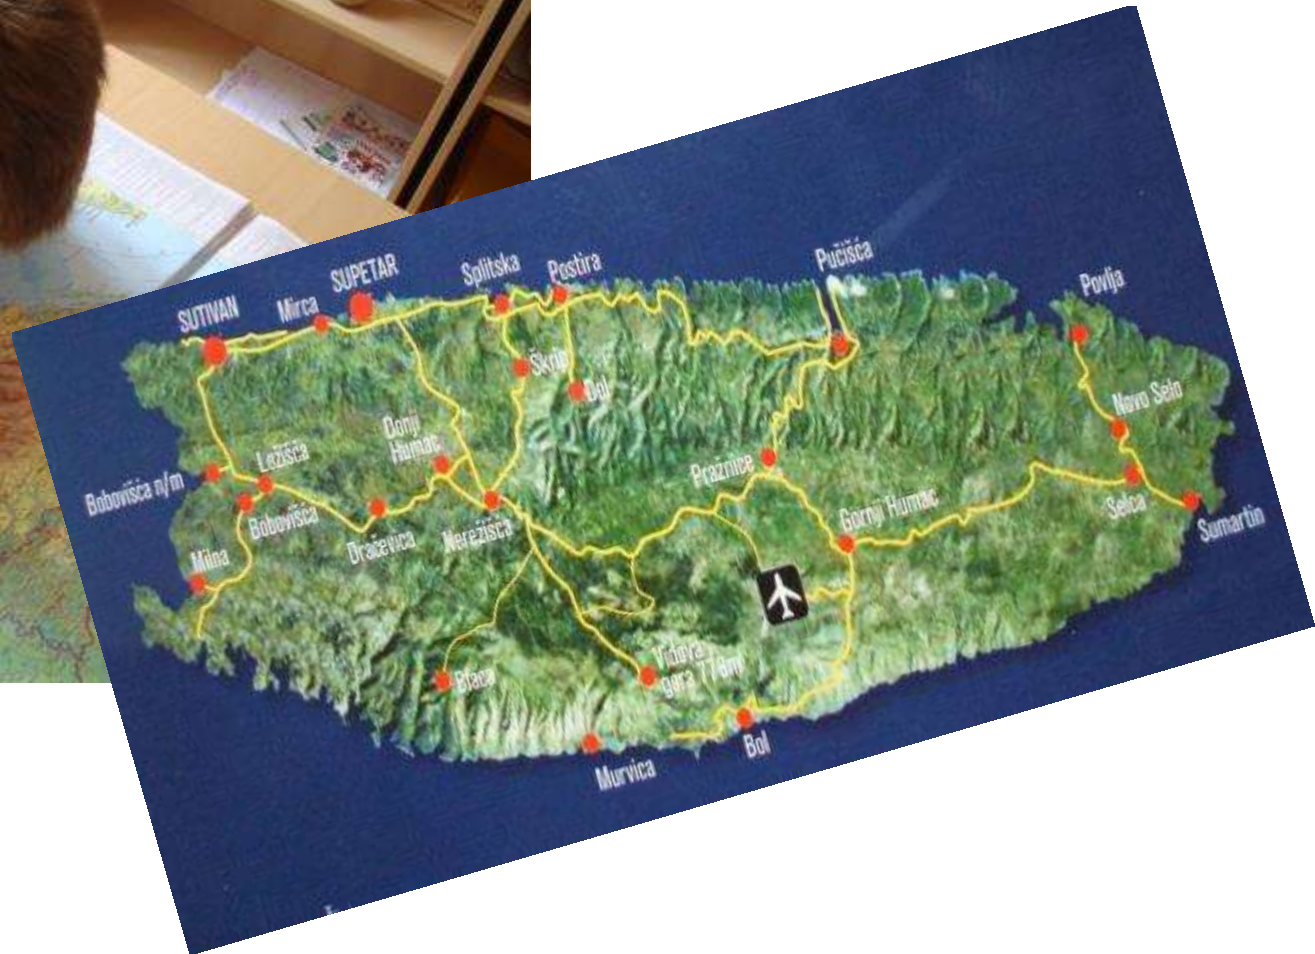 SUTIVAN
Mirca
SUPETAR
Splitska
Postira
Pučišća
Povlja
Škrip
Dol
Novo Selo
Donji
Humac
Ložišća
Bobovišća n/m
Bobovišća
Dračevica
Nerežišća
Pražnice
Gornji Humac
Selca
Sumartin
Milna
Blaca
Vidova
gora 778m
Murvica
Bol